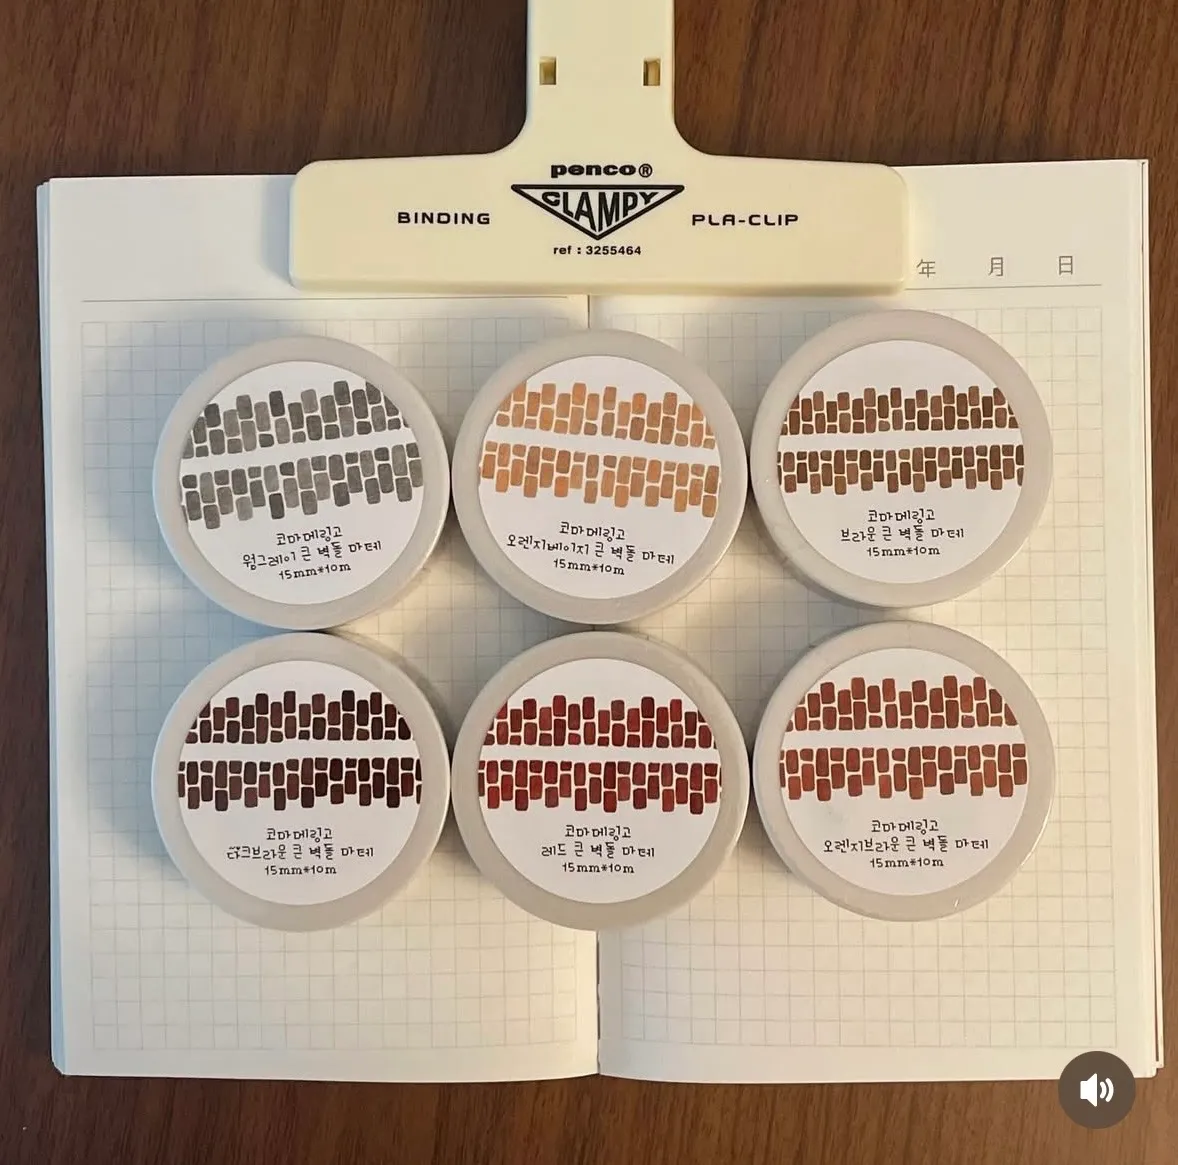 penco®
CLAMPY
BINDING
PLA-CLIP
ref : 3255464
年 月 日
코마메링고
웜그레이 큰 벽돌 마테
15mm*10m
코마메링고
오렌지베이지 큰 벽돌 마테
15mm*10m
코마메링고
브라운 큰 벽돌 마테
15mm*10m
코마메링고
다크브라운 큰 벽돌 마테
15mm*10m
코마메링고
레드 큰 벽돌 마테
15mm*10m
코마메링고
오렌지브라운 큰 벽돌 마테
15mm*10m